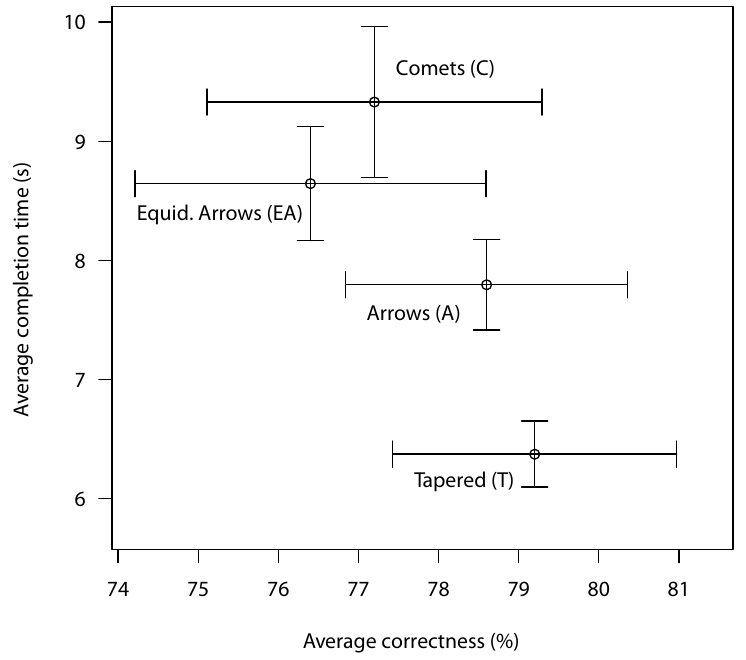 10
Comets (C)
9
Equid. Arrows (EA)
8
Arrows (A)
7
Tapered (T)
6
Average completion time (s)
74 75 76 77 78 79 80 81
Average correctness (%)